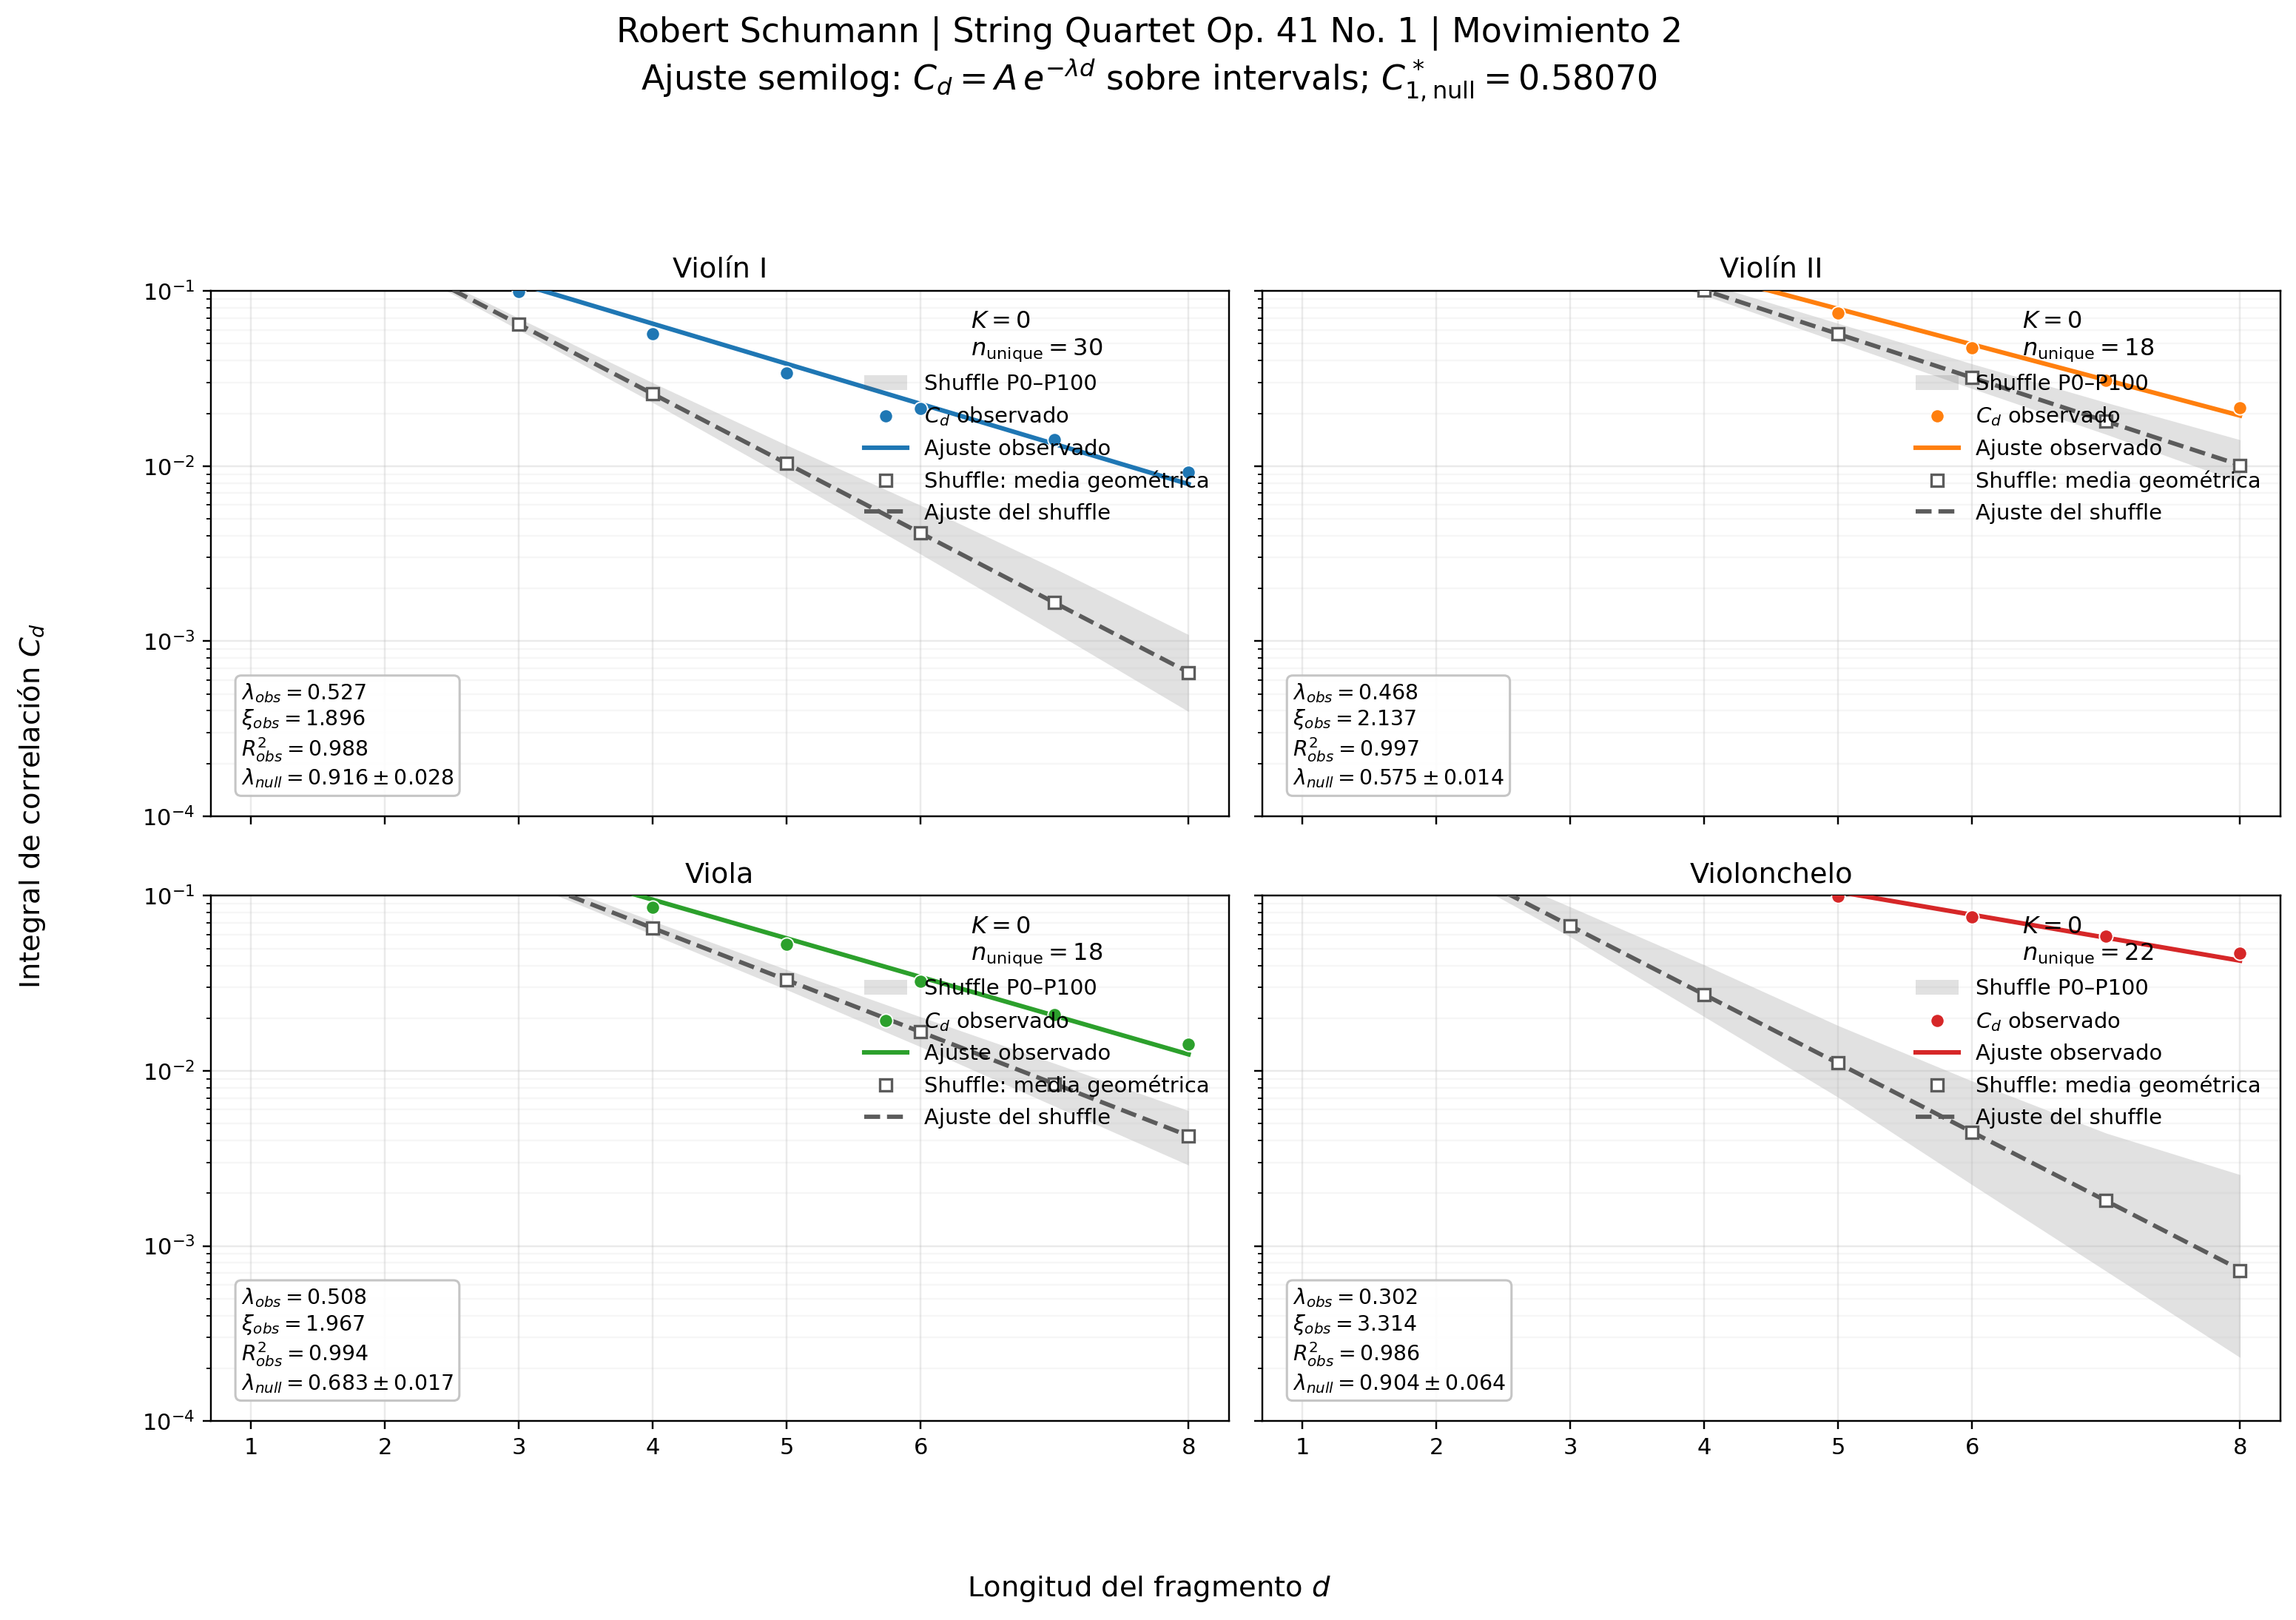 Robert Schumann | String Quartet Op. 41 No. 1 | Movimiento 2
Ajuste semilog: $C_d = A\,e^{-\lambda d}$ sobre intervals; $C^*_{1,\mathrm{null}} = 0.58070$
Integral de correlación $C_d$
Violín I
$10^{-1}$
$10^{-2}$
$10^{-3}$
$10^{-4}$
$K = 0$
$n_{\mathrm{unique}} = 30$
Shuffle P0–P100
$C_d$ observado
Ajuste observado
Shuffle: media geométrica
Ajuste del shuffle
$\lambda_{obs} = 0.527$
$\xi_{obs} = 1.896$
$R^2_{obs} = 0.988$
$\lambda_{null} = 0.916 \pm 0.028$
Violín II
$K = 0$
$n_{\mathrm{unique}} = 18$
Shuffle P0–P100
$C_d$ observado
Ajuste observado
Shuffle: media geométrica
Ajuste del shuffle
$\lambda_{obs} = 0.468$
$\xi_{obs} = 2.137$
$R^2_{obs} = 0.997$
$\lambda_{null} = 0.575 \pm 0.014$
Viola
$10^{-1}$
$10^{-2}$
$10^{-3}$
$10^{-4}$
$K = 0$
$n_{\mathrm{unique}} = 18$
Shuffle P0–P100
$C_d$ observado
Ajuste observado
Shuffle: media geométrica
Ajuste del shuffle
$\lambda_{obs} = 0.508$
$\xi_{obs} = 1.967$
$R^2_{obs} = 0.994$
$\lambda_{null} = 0.683 \pm 0.017$
1 2 3 4 5 6 8
Violonchelo
$K = 0$
$n_{\mathrm{unique}} = 22$
Shuffle P0–P100
$C_d$ observado
Ajuste observado
Shuffle: media geométrica
Ajuste del shuffle
$\lambda_{obs} = 0.302$
$\xi_{obs} = 3.314$
$R^2_{obs} = 0.986$
$\lambda_{null} = 0.904 \pm 0.064$
1 2 3 4 5 6 8
Longitud del fragmento $d$